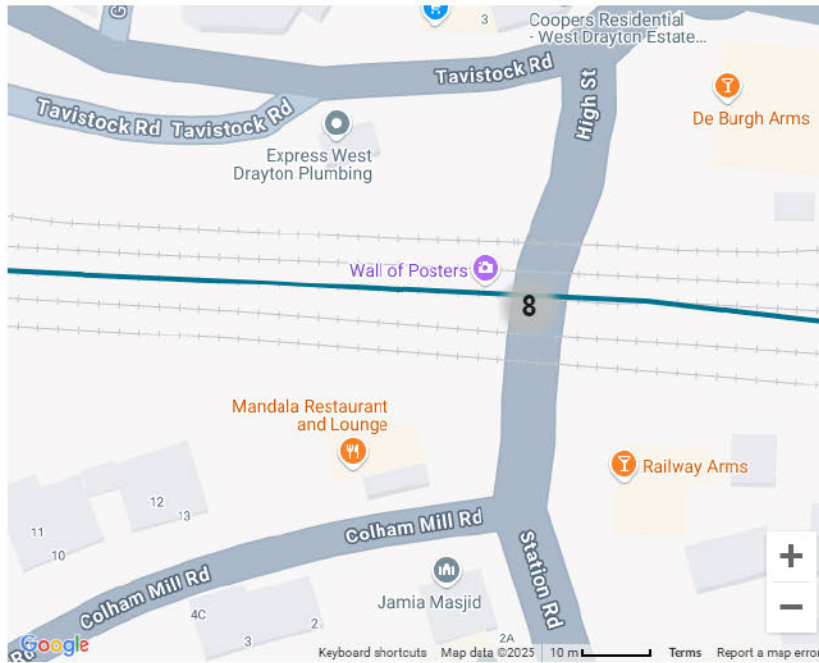 G
3
Coopers Residential
- West Drayton Estate...
Tavistock Rd
High St
De Burgh Arms
Tavistock Rd Tavistock Rd
Express West
Drayton Plumbing
Wall of Posters
8
Mandala Restaurant
and Lounge
Railway Arms
12
13
11
10
Colham Mill Rd
Station Rd
Colham Mill Rd
Jamia Masjid
4C
3
2
2A
Rd
Google
+
−
Keyboard shortcuts Map data ©2025 10 m Terms Report a map error